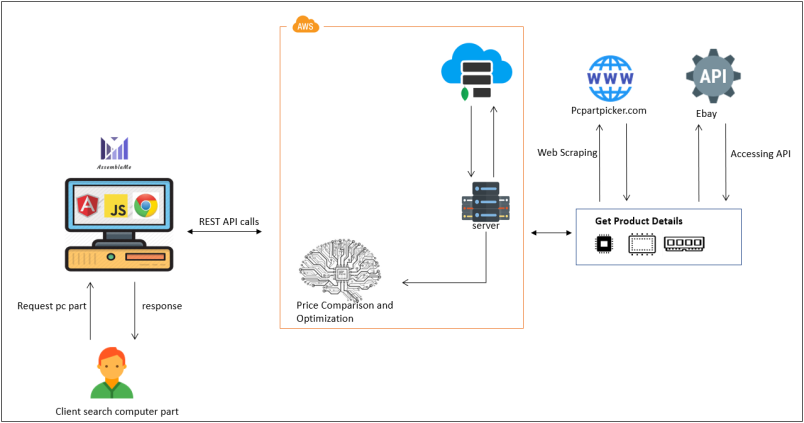 AWS
WWW
API
Pcpartpicker.com
Ebay
AssembleMe
Web Scraping
Accessing API
JS
REST API calls
server
Get Product Details
Request pc part
response
Price Comparison and
Optimization
Client search computer part